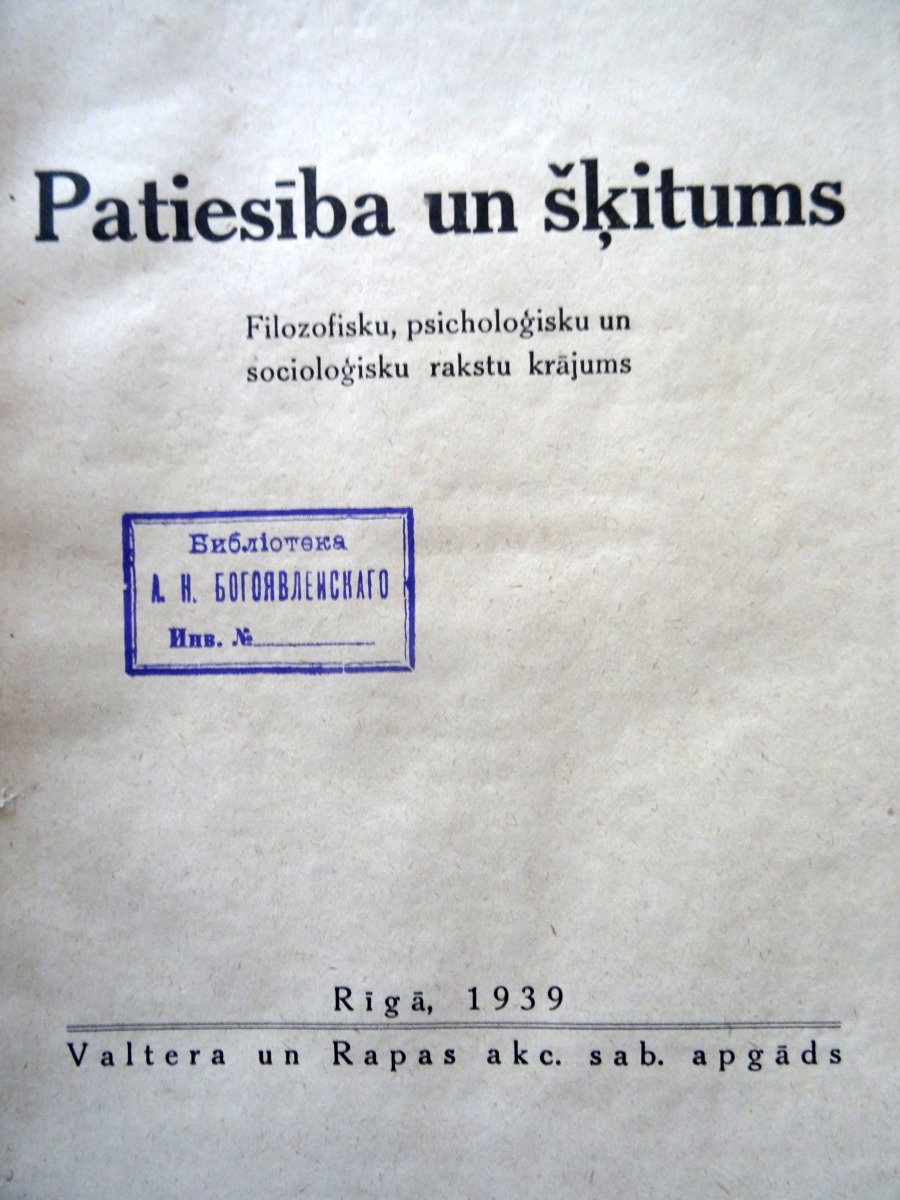 Patiesība un šķitums
Filozofisku, psicholoģisku un
socioloģisku rakstu krājums
Библіотека
А. Н. БОГОЯВЛЕНСКАГО
Инв. №
Rīgā, 1939
Valtera un Rapas akc. sab. apgāds